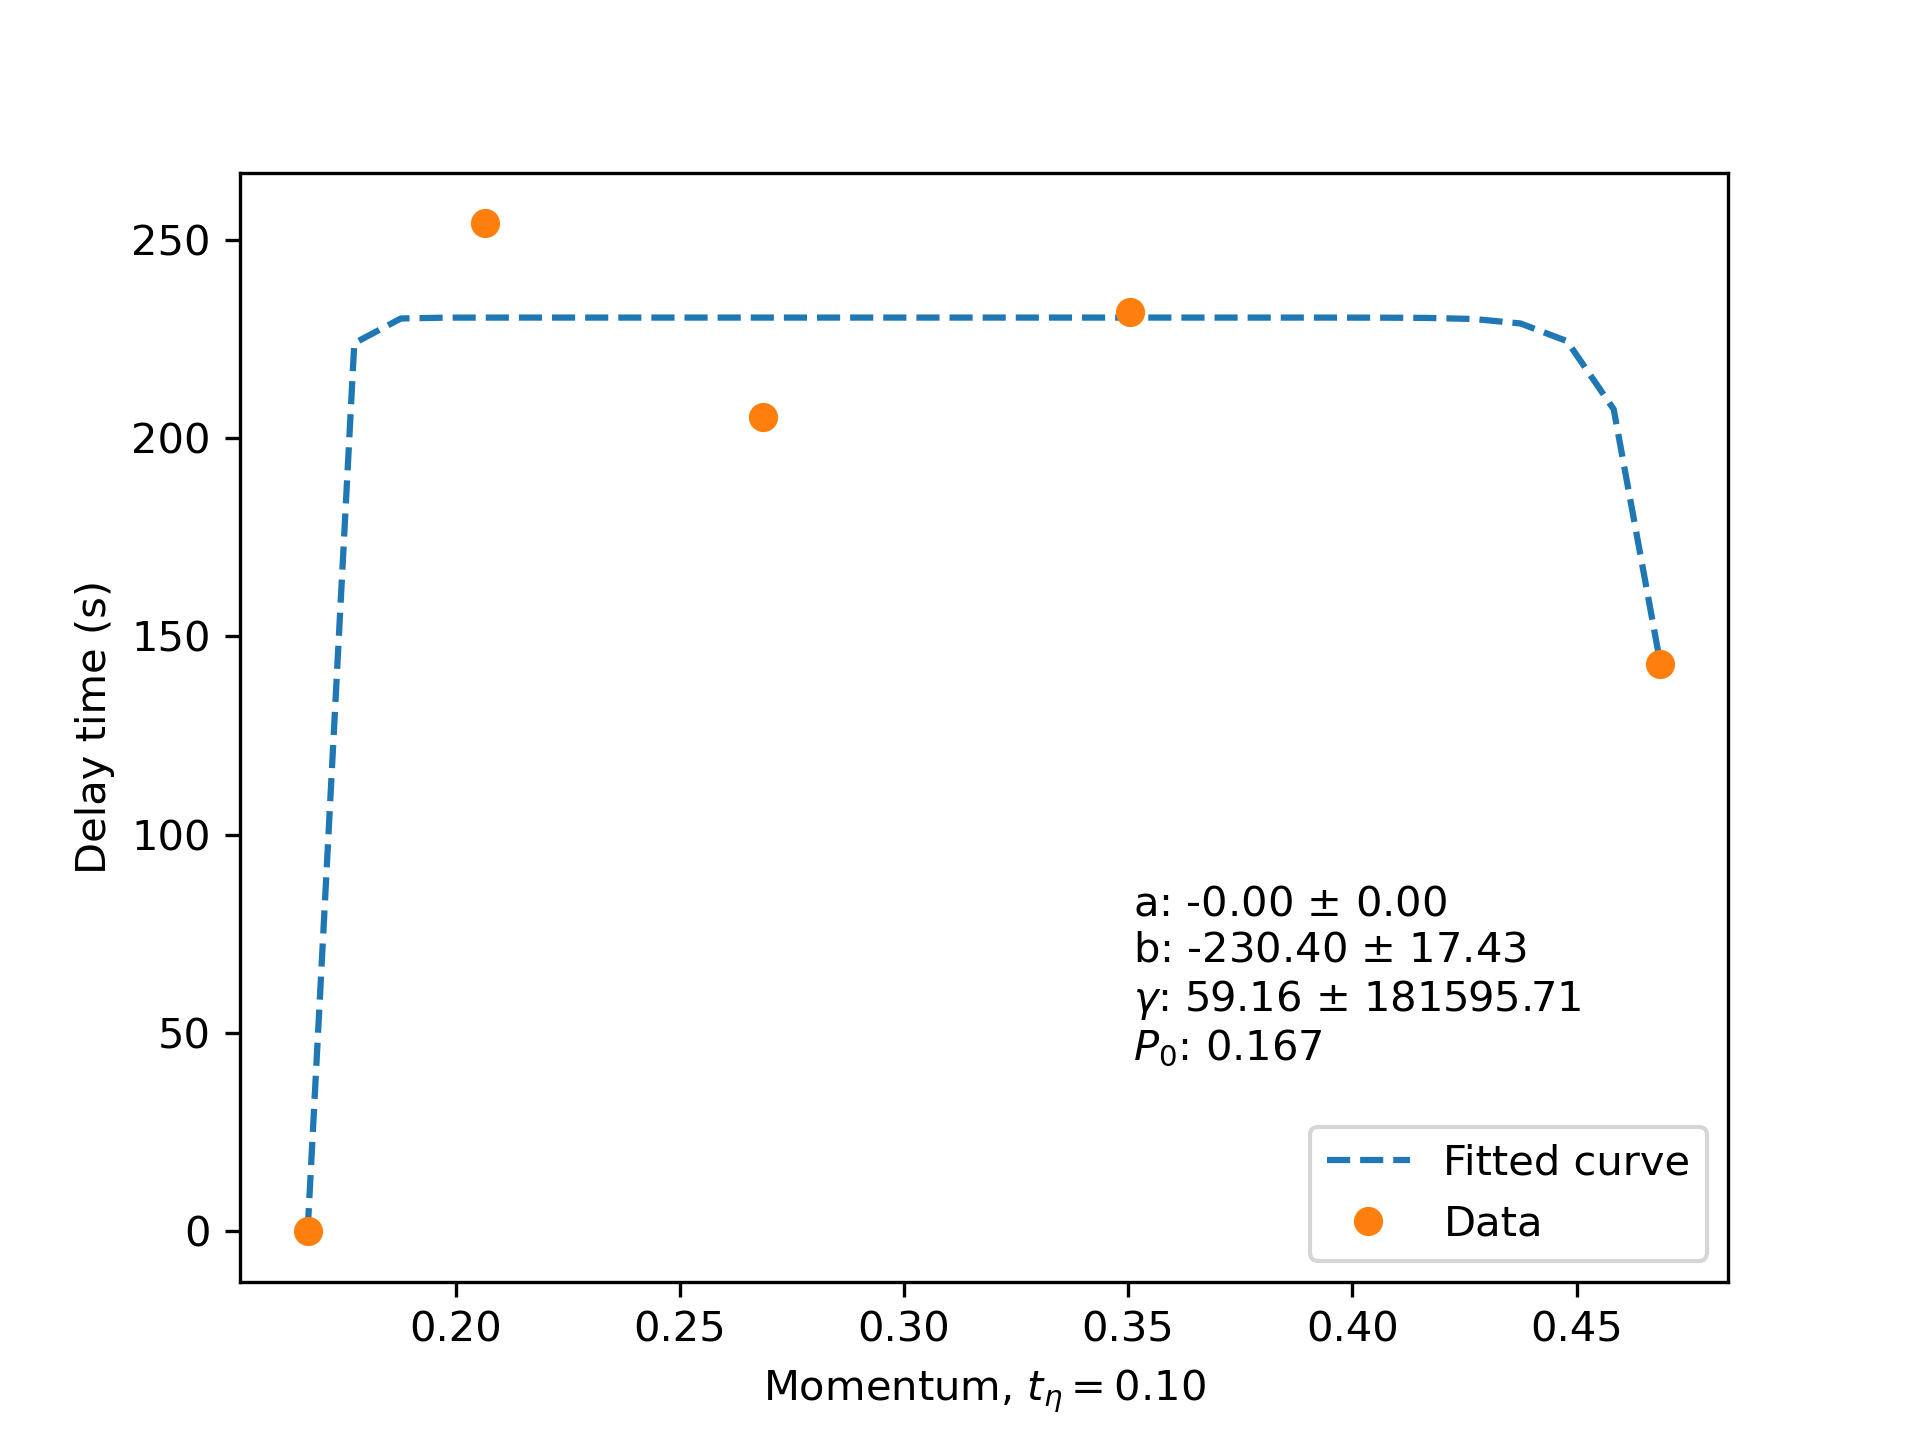 250
200
150
100
50
0
Delay time (s)
a: -0.00 ± 0.00
b: -230.40 ± 17.43
γ: 59.16 ± 181595.71
P₀: 0.167
Fitted curve
Data
0.20 0.25 0.30 0.35 0.40 0.45
Momentum, tη = 0.10